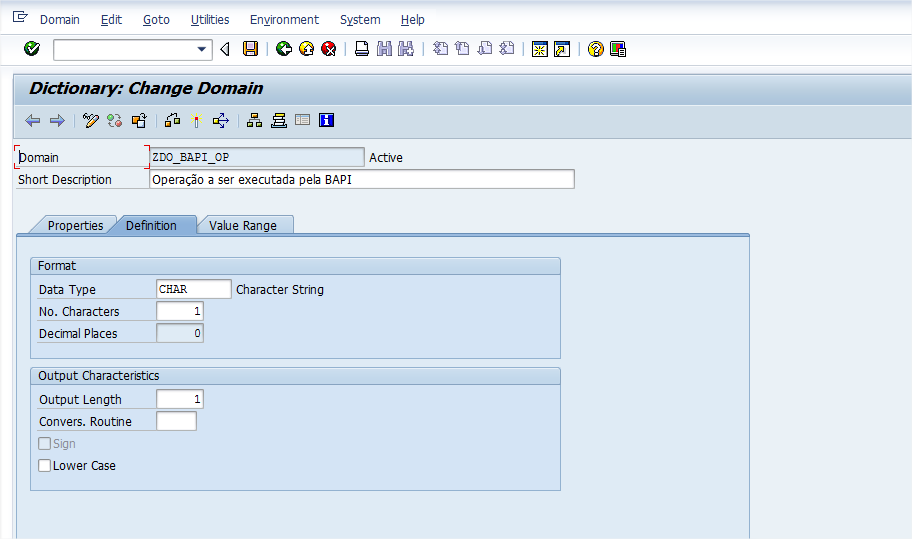 Domain Edit Goto Utilities Environment System Help
Dictionary: Change Domain
Domain ZDO_BAPI_OP Active
Short Description Operação a ser executada pela BAPI
Properties Definition Value Range
Format
Data Type CHAR Character String
No. Characters 1
Decimal Places 0
Output Characteristics
Output Length 1
Convers. Routine
Sign
Lower Case